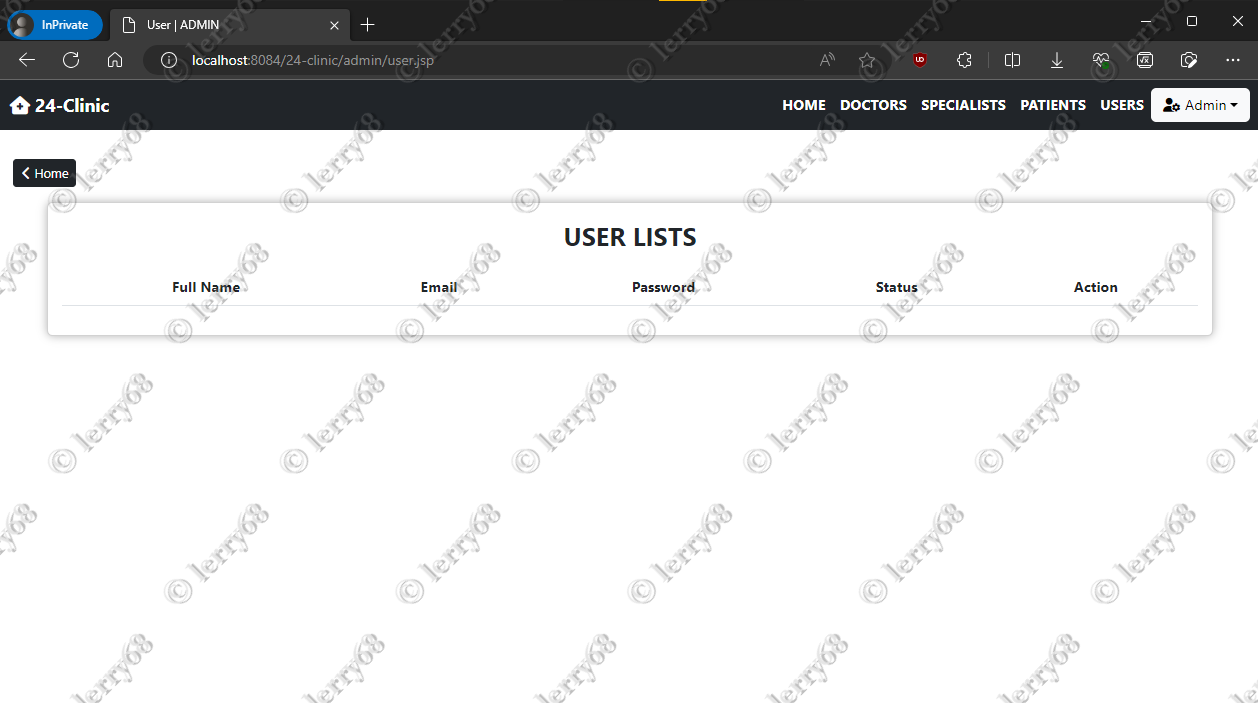 InPrivate
User | ADMIN
localhost:8084/24-clinic/admin/user.jsp
24-Clinic
HOME DOCTORS SPECIALISTS PATIENTS USERS Admin
Home
USER LISTS
Full Name Email Password Status Action
© lerry68